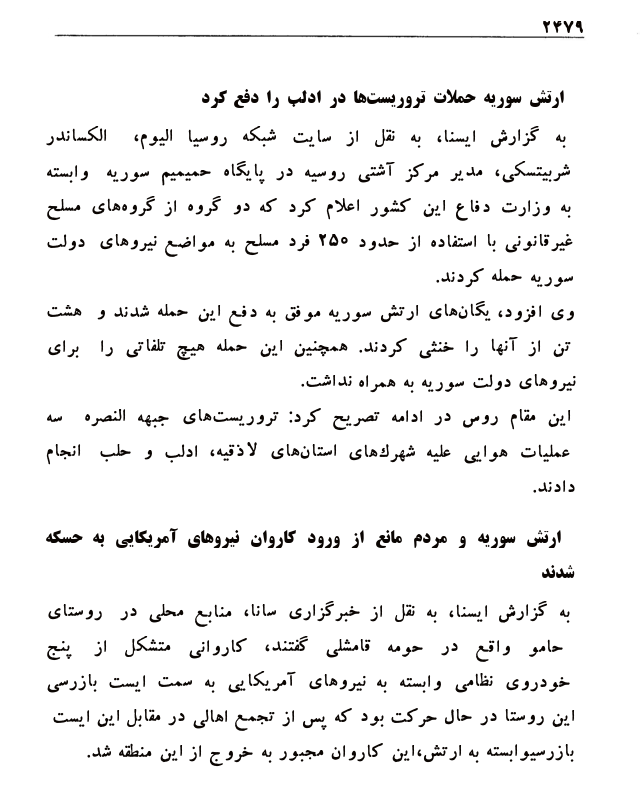 ۲۴۷۹
ارتش سوریه حملات تروریست‌ها در ادلب را دفع کرد
به گزارش ایسنا، به نقل از سایت شبکه روسیا الیوم، الکساندر
شربیتسکی، مدیر مرکز آشتی روسیه در پایگاه حمیمیم سوریه وابسته
به وزارت دفاع این کشور اعلام کرد که دو گروه از گروه‌های مسلح
غیرقانونی با استفاده از حدود ۲۵۰ فرد مسلح به مواضع نیروهای دولت
سوریه حمله کردند.
وی افزود، یگان‌های ارتش سوریه موفق به دفع این حمله شدند و هشت
تن از آنها را خنثی کردند. همچنین این حمله هیچ تلفاتی را برای
نیروهای دولت سوریه به همراه نداشت.
این مقام روس در ادامه تصریح کرد: تروریست‌های جبهه النصره سه
عملیات هوایی علیه شهرك‌های استان‌های لاذقیه، ادلب و حلب انجام
دادند.
ارتش سوریه و مردم مانع از ورود کاروان نیروهای آمریکایی به حسکه
شدند
به گزارش ایسنا، به نقل از خبرگزاری سانا، منابع محلی در روستای
حامو واقع در حومه قامشلی گفتند، کاروانی متشکل از پنج
خودروی نظامی وابسته به نیروهای آمریکایی به سمت ایست بازرسی
این روستا در حال حرکت بود که پس از تجمع اهالی در مقابل این ایست
بازرسیوابسته به ارتش،این کاروان مجبور به خروج از این منطقه شد.